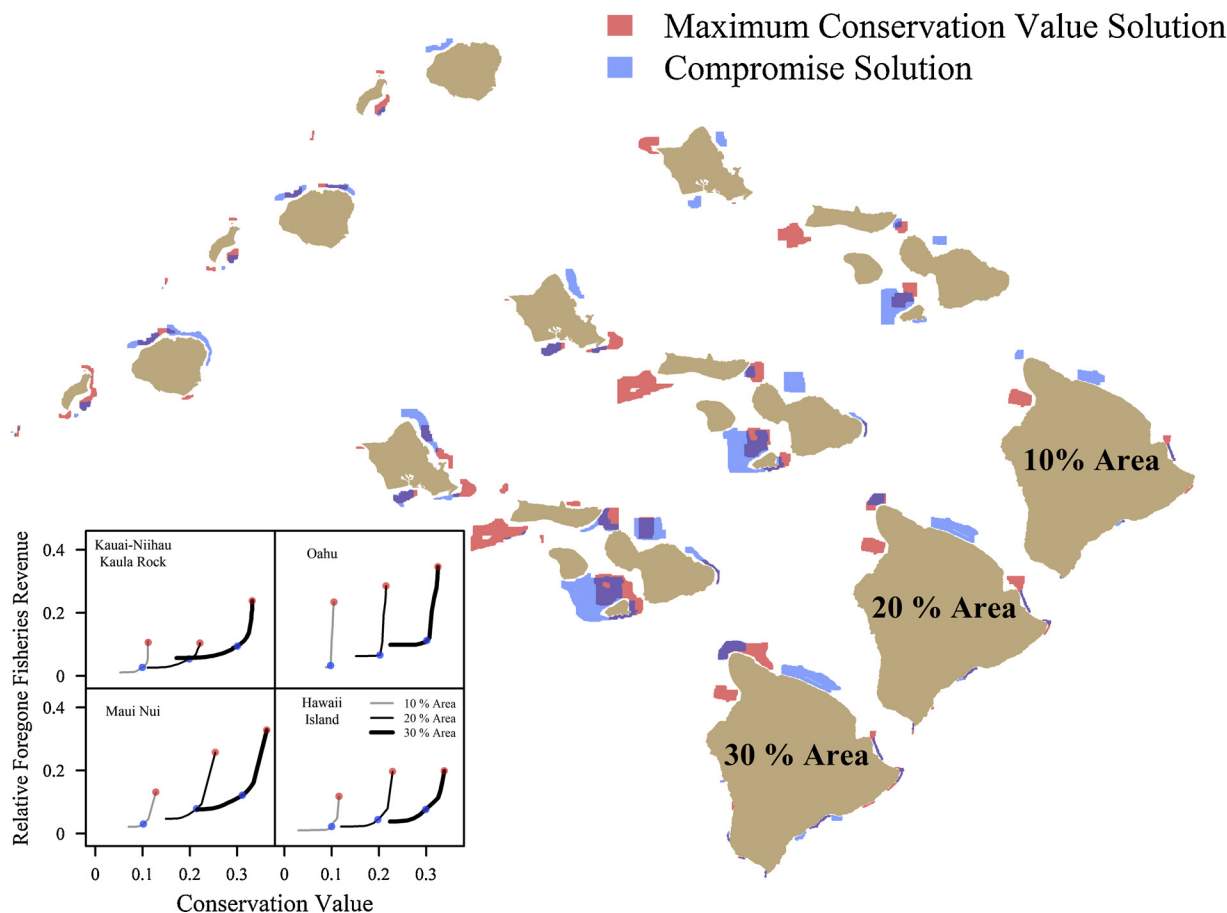 Maximum Conservation Value Solution
Compromise Solution
10% Area
20 % Area
30 % Area
Relative Foregone Fisheries Revenue
Kauai-Niihau
Kaula Rock
Oahu
0.4
0.2
0
Maui Nui
Hawaii
Island
10 % Area
20 % Area
30 % Area
0.4
0.2
0
0 0.1 0.2 0.3 0 0.1 0.2 0.3
Conservation Value